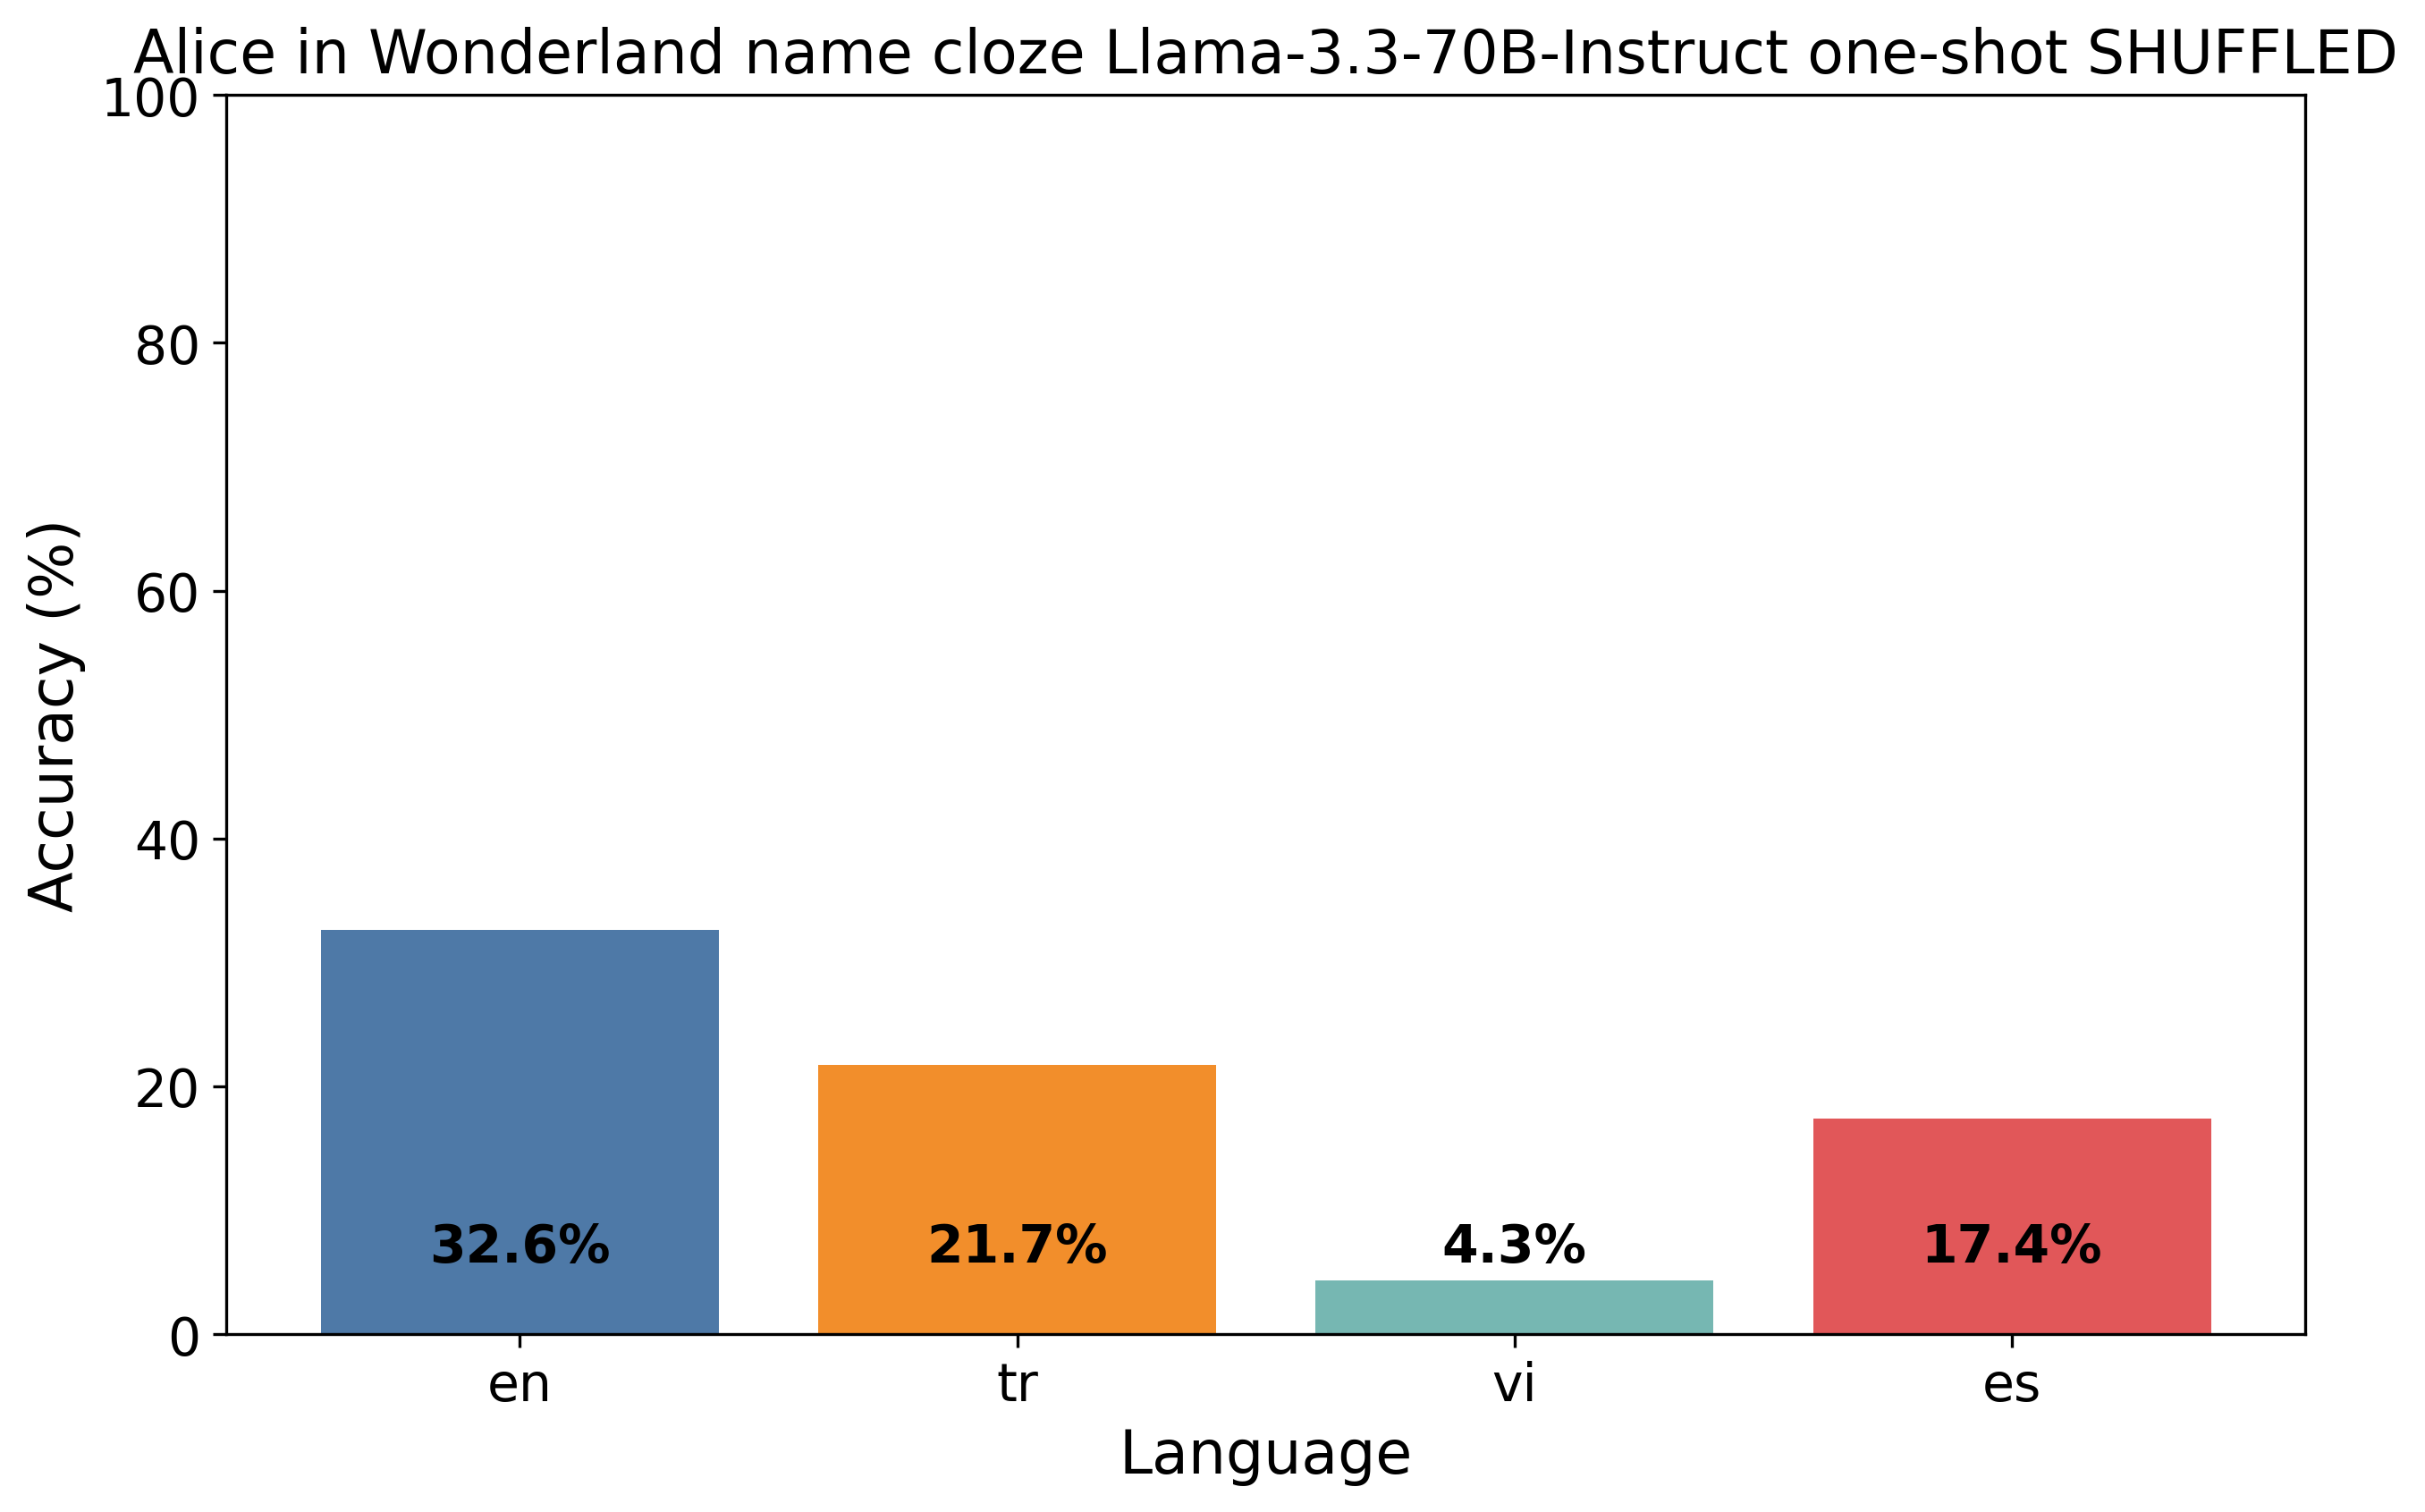 Alice in Wonderland name cloze Llama-3.3-70B-Instruct one-shot SHUFFLED
100
80
60
40
20
0
Accuracy (%)
32.6%
21.7%
4.3%
17.4%
en
tr
vi
es
Language